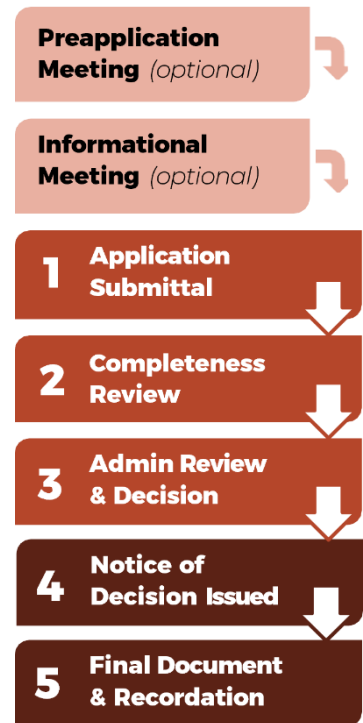 Preapplication
Meeting (optional)
Informational
Meeting (optional)
1 Application
Submittal
2 Completeness
Review
3 Admin Review
& Decision
4 Notice of
Decision Issued
5 Final Document
& Recordation